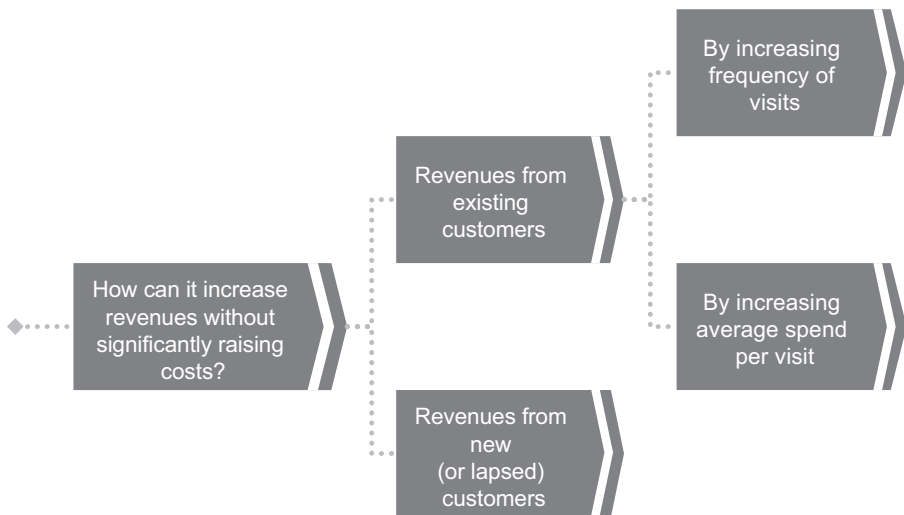 How can it increase
revenues without
significantly raising
costs?
Revenues from
existing
customers
Revenues from
new
(or lapsed)
customers
By increasing
frequency of
visits
By increasing
average spend
per visit